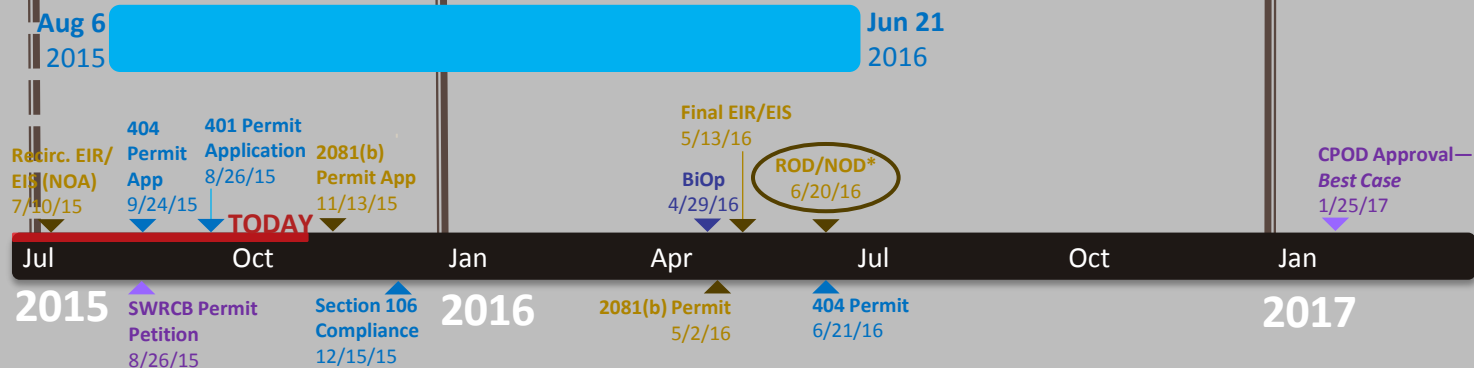 Aug 6
2015
Jun 21
2016
Recirc. EIR/
EIS (NOA)
7/10/15
404
Permit
App
9/24/15
401 Permit
Application
8/26/15
2081(b)
Permit App
11/13/15
TODAY
BiOp
4/29/16
Final EIR/EIS
5/13/16
ROD/NOD*
6/20/16
CPOD Approval—
Best Case
1/25/17
Jul
Oct
Jan
Apr
Jul
Oct
Jan
2015
2016
2017
SWRCB Permit
Petition
8/26/15
Section 106
Compliance
12/15/15
2081(b) Permit
5/2/16
404 Permit
6/21/16